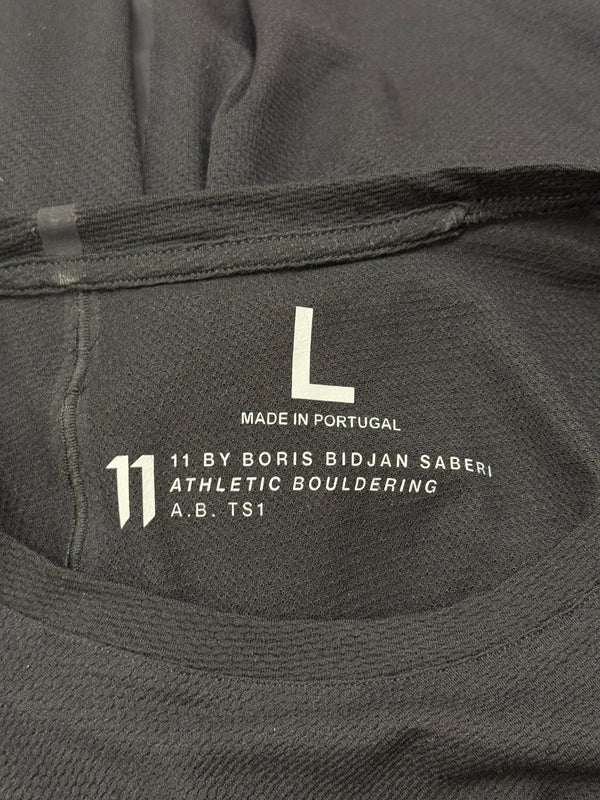 L
MADE IN PORTUGAL
11 11 BY BORIS BIDJAN SABERI
ATHLETIC BOULDERING
A.B. TS1